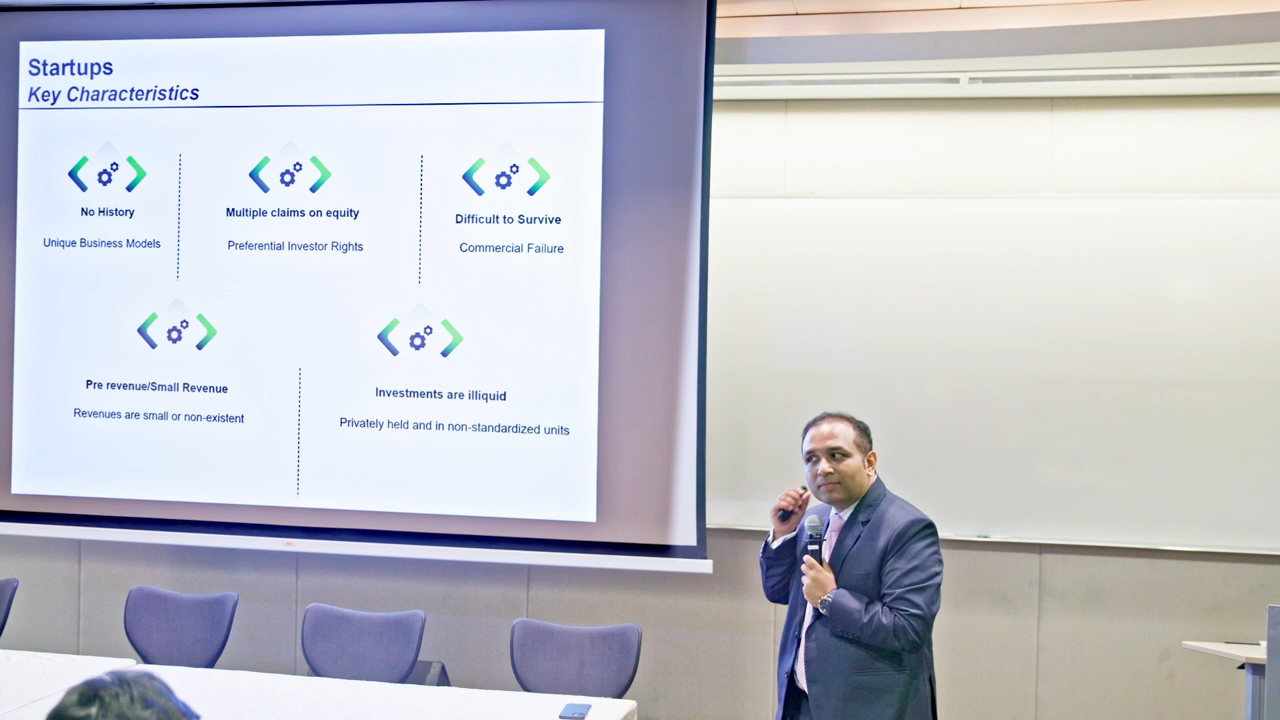 Startups
Key Characteristics
No History
Unique Business Models
Multiple claims on equity
Preferential Investor Rights
Difficult to Survive
Commercial Failure
Pre revenue/Small Revenue
Revenues are small or non-existent
Investments are illiquid
Privately held and in non-standardized units